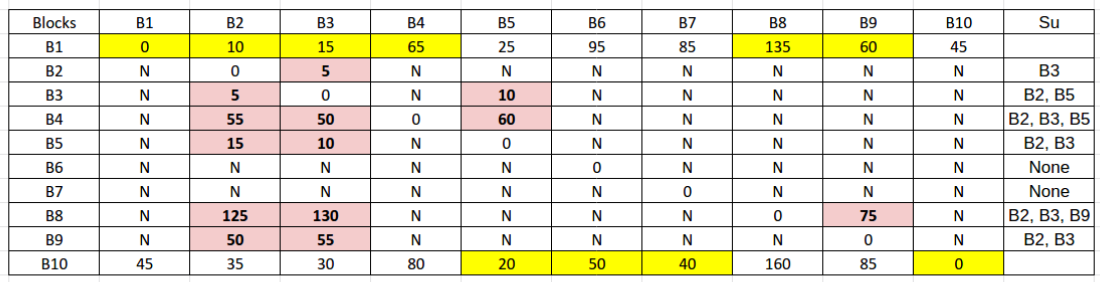 Blocks B1 B2 B3 B4 B5 B6 B7 B8 B9 B10 Su
B1 0 10 15 65 25 95 85 135 60 45
B2 N 0 5 N N N N N N N B3
B3 N 5 0 N 10 N N N N N B2, B5
B4 N 55 50 0 60 N N N N N B2, B3, B5
B5 N 15 10 N 0 N N N N N B2, B3
B6 N N N N N 0 N N N N None
B7 N N N N N N 0 N N N None
B8 N 125 130 N N N N 0 75 N B2, B3, B9
B9 N 50 55 N N N N N 0 N B2, B3
B10 45 35 30 80 20 50 40 160 85 0